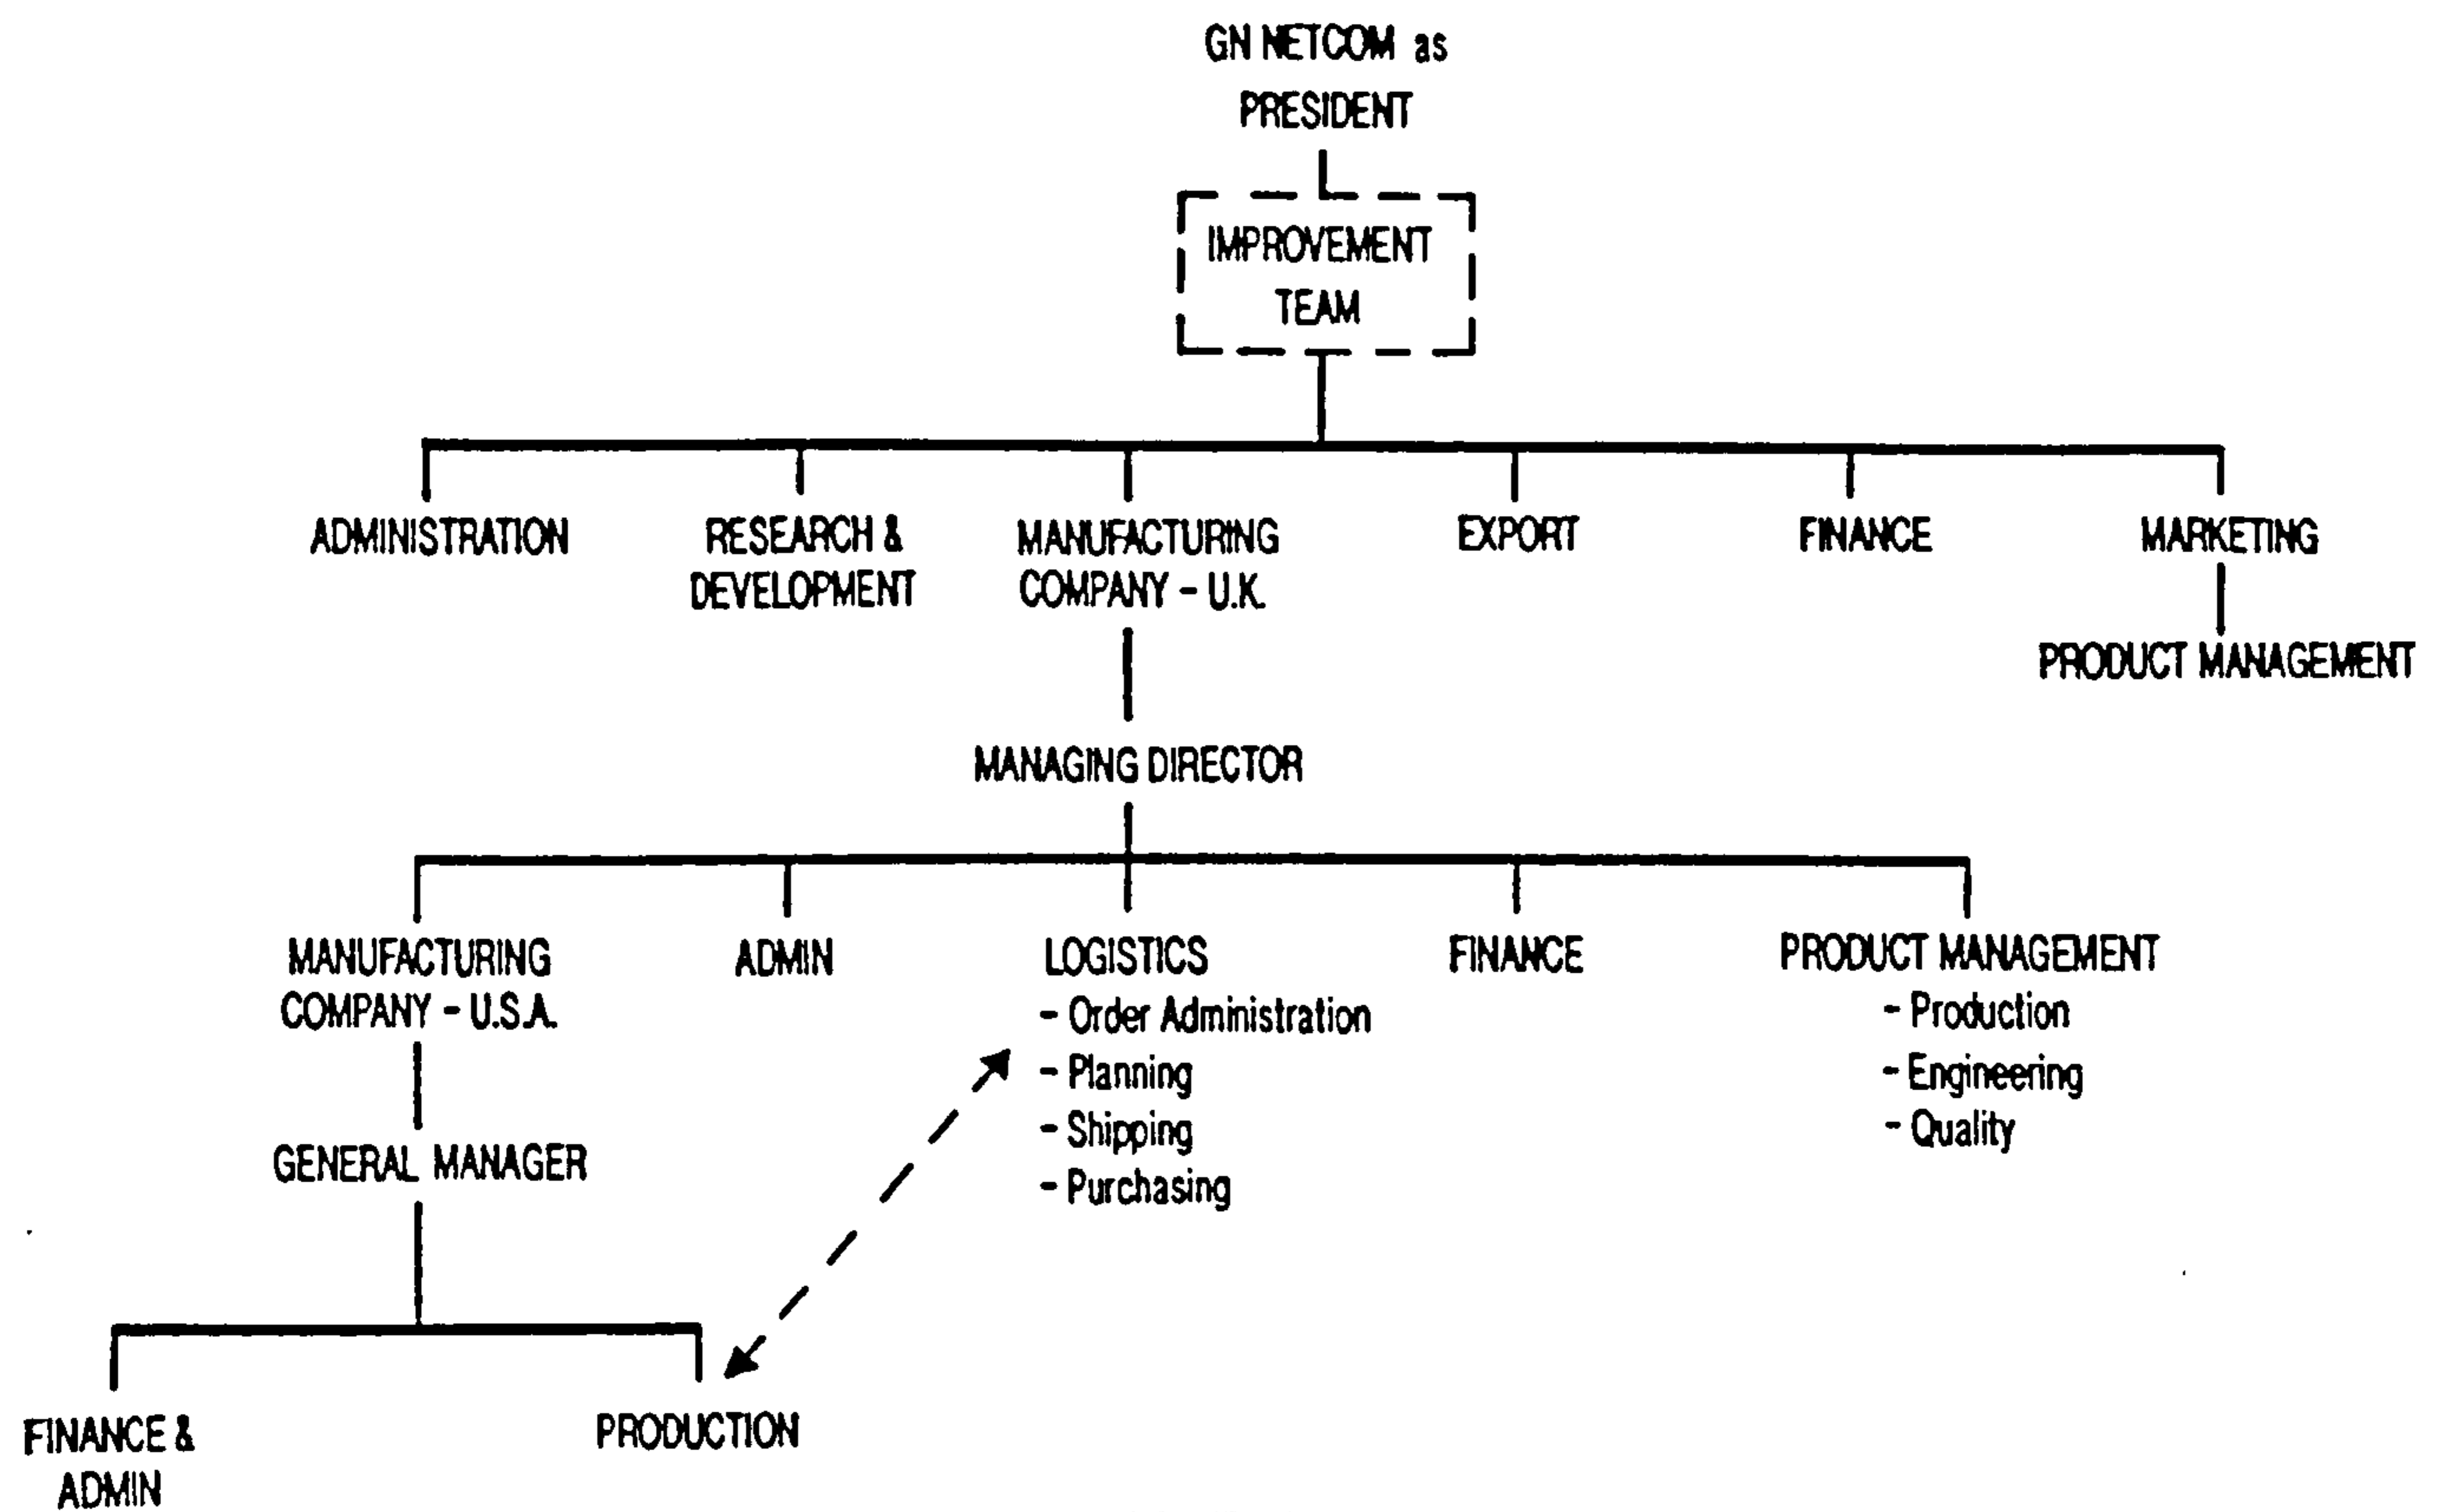 GN NETCOM as
PRESIDENT
IMPROVEMENT
TEAM
ADMINISTRATION
RESEARCH &
DEVELOPMENT
MANUFACTURING
COMPANY - U.K.
EXPORT
FINANCE
MARKETING
PRODUCT MANAGEMENT
MANAGING DIRECTOR
MANUFACTURING
COMPANY - U.S.A.
ADMIN
LOGISTICS
- Order Administration
- Planning
- Shipping
- Purchasing
FINANCE
PRODUCT MANAGEMENT
- Production
- Engineering
- Quality
GENERAL MANAGER
FINANCE &
ADMIN
PRODUCTION